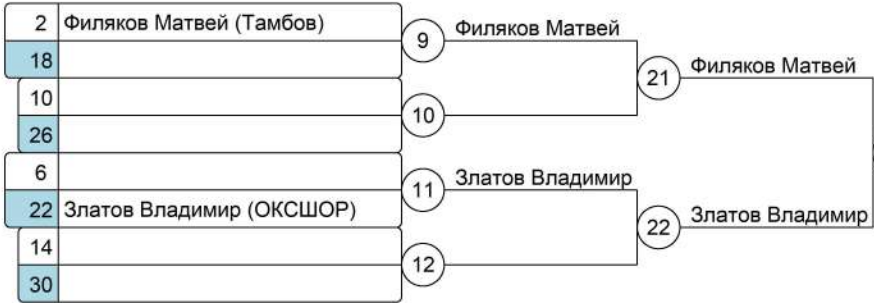 2 Филяков Матвей (Тамбов)
18
10
26
6
22 Златов Владимир (ОКСШОР)
14
30
9 Филяков Матвей
10
11 Златов Владимир
12
21 Филяков Матвей
22 Златов Владимир